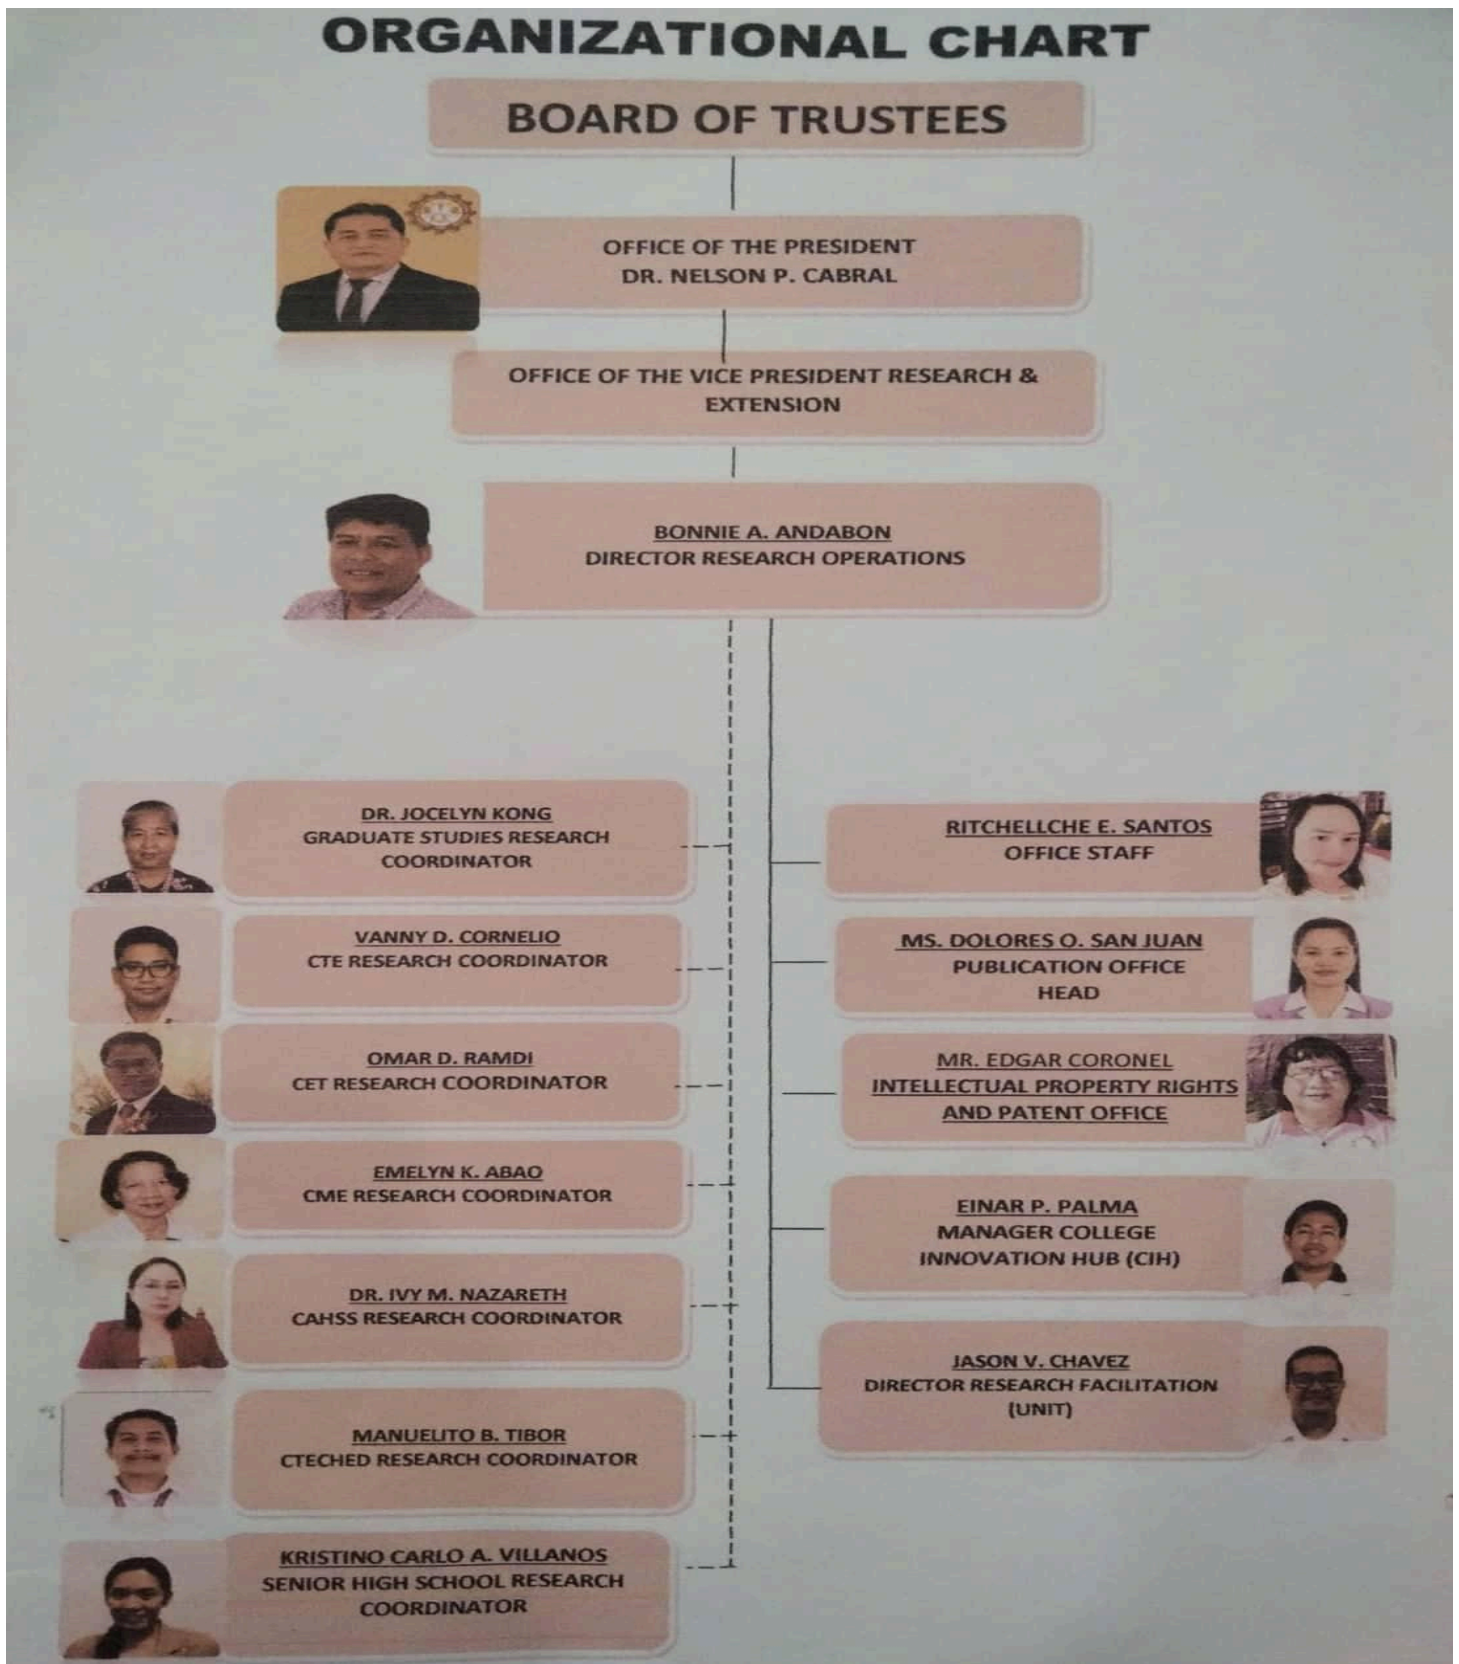 ORGANIZATIONAL CHART
BOARD OF TRUSTEES
OFFICE OF THE PRESIDENT
DR. NELSON P. CABRAL
OFFICE OF THE VICE PRESIDENT RESEARCH &
EXTENSION
BONNIE A. ANDABON
DIRECTOR RESEARCH OPERATIONS
DR. JOCELYN KONG
GRADUATE STUDIES RESEARCH
COORDINATOR
VANNY D. CORNELIO
CTE RESEARCH COORDINATOR
OMAR D. RAMDI
CET RESEARCH COORDINATOR
EMELYN K. ABAO
CME RESEARCH COORDINATOR
DR. IVY M. NAZARETH
CAHSS RESEARCH COORDINATOR
MANUELITO B. TIBOR
CTECHED RESEARCH COORDINATOR
KRISTINO CARLO A. VILLANOS
SENIOR HIGH SCHOOL RESEARCH
COORDINATOR
RITCHELLCHE E. SANTOS
OFFICE STAFF
MS. DOLORES O. SAN JUAN
PUBLICATION OFFICE
HEAD
MR. EDGAR CORONEL
INTELLECTUAL PROPERTY RIGHTS
AND PATENT OFFICE
EINAR P. PALMA
MANAGER COLLEGE
INNOVATION HUB (CIH)
JASON V. CHAVEZ
DIRECTOR RESEARCH FACILITATION
(UNIT)